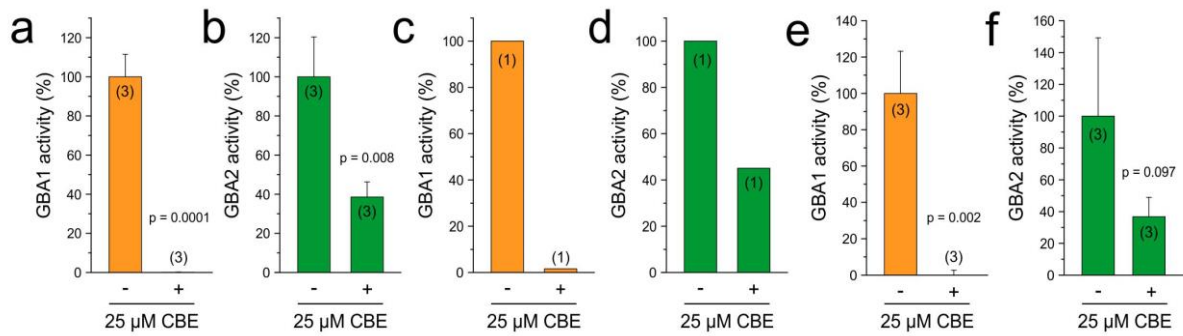 a
GBA1 activity (%)
120
100
80
60
40
20
0
(3)
p = 0.0001
(3)
- +
25 µM CBE
b
GBA2 activity (%)
120
100
80
60
40
20
0
(3)
p = 0.008
(3)
- +
25 µM CBE
c
GBA1 activity (%)
100
80
60
40
20
0
(1)
(1)
- +
25 µM CBE
d
GBA2 activity (%)
100
80
60
40
20
0
(1)
(1)
- +
25 µM CBE
e
GBA1 activity (%)
140
120
100
80
60
40
20
0
(3)
p = 0.002
(3)
- +
25 µM CBE
f
GBA2 activity (%)
160
140
120
100
80
60
40
20
0
(3)
p = 0.097
(3)
- +
25 µM CBE